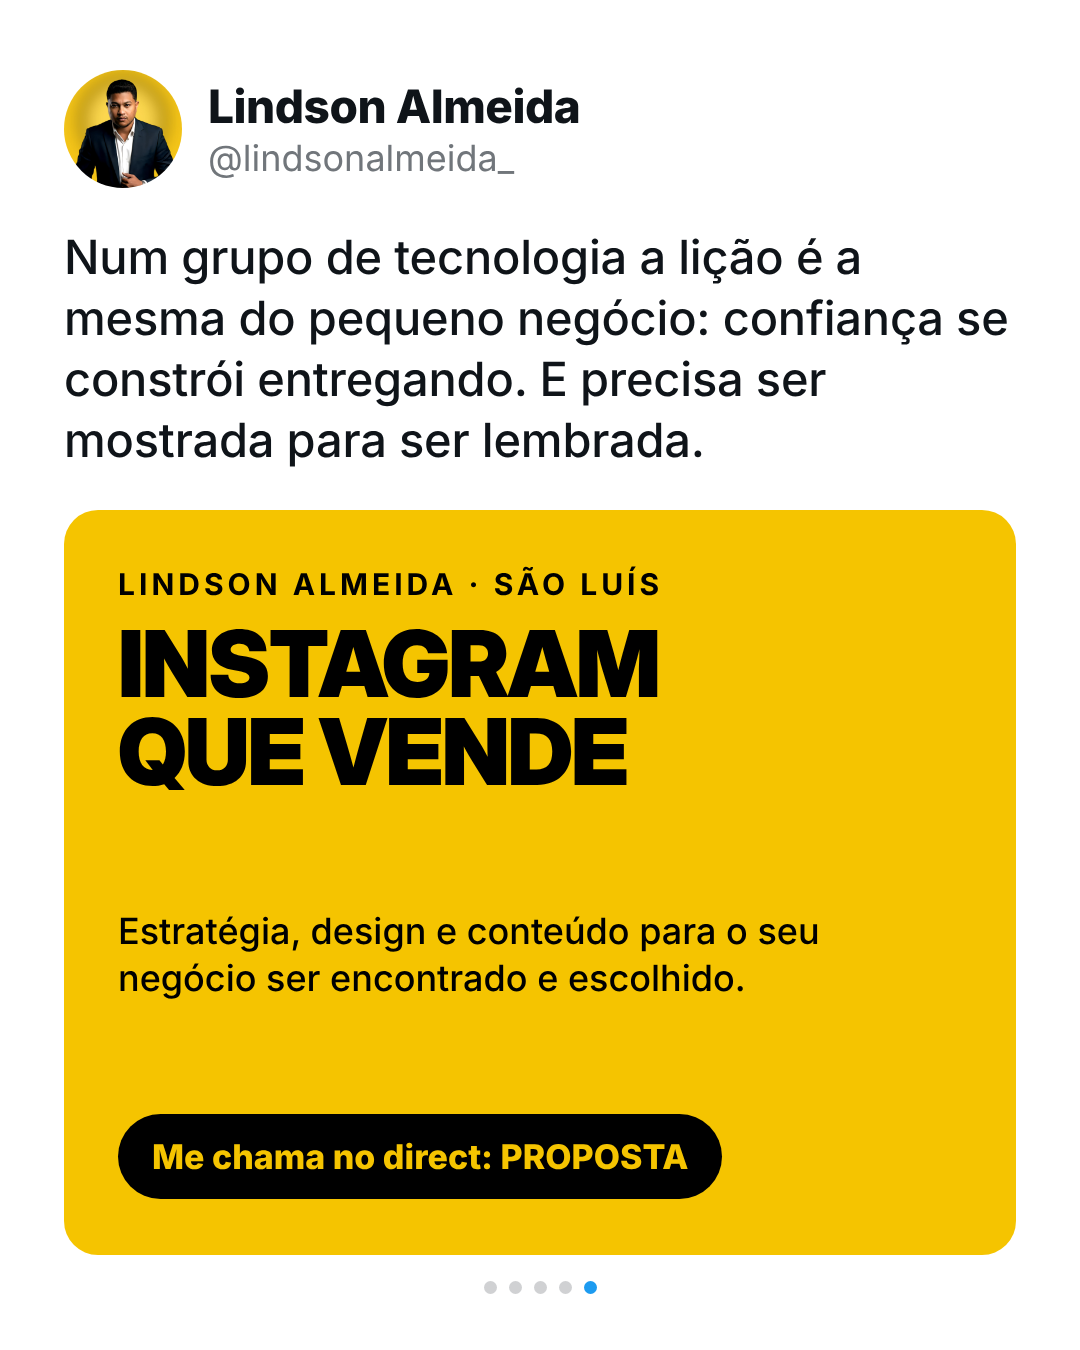 Lindson Almeida
@lindsonalmeida_
Num grupo de tecnologia a lição é a
mesma do pequeno negócio: confiança se
constrói entregando. E precisa ser
mostrada para ser lembrada.
LINDSON ALMEIDA · SÃO LUÍS
INSTAGRAM
QUE VENDE
Estratégia, design e conteúdo para o seu
negócio ser encontrado e escolhido.
Me chama no direct: PROPOSTA